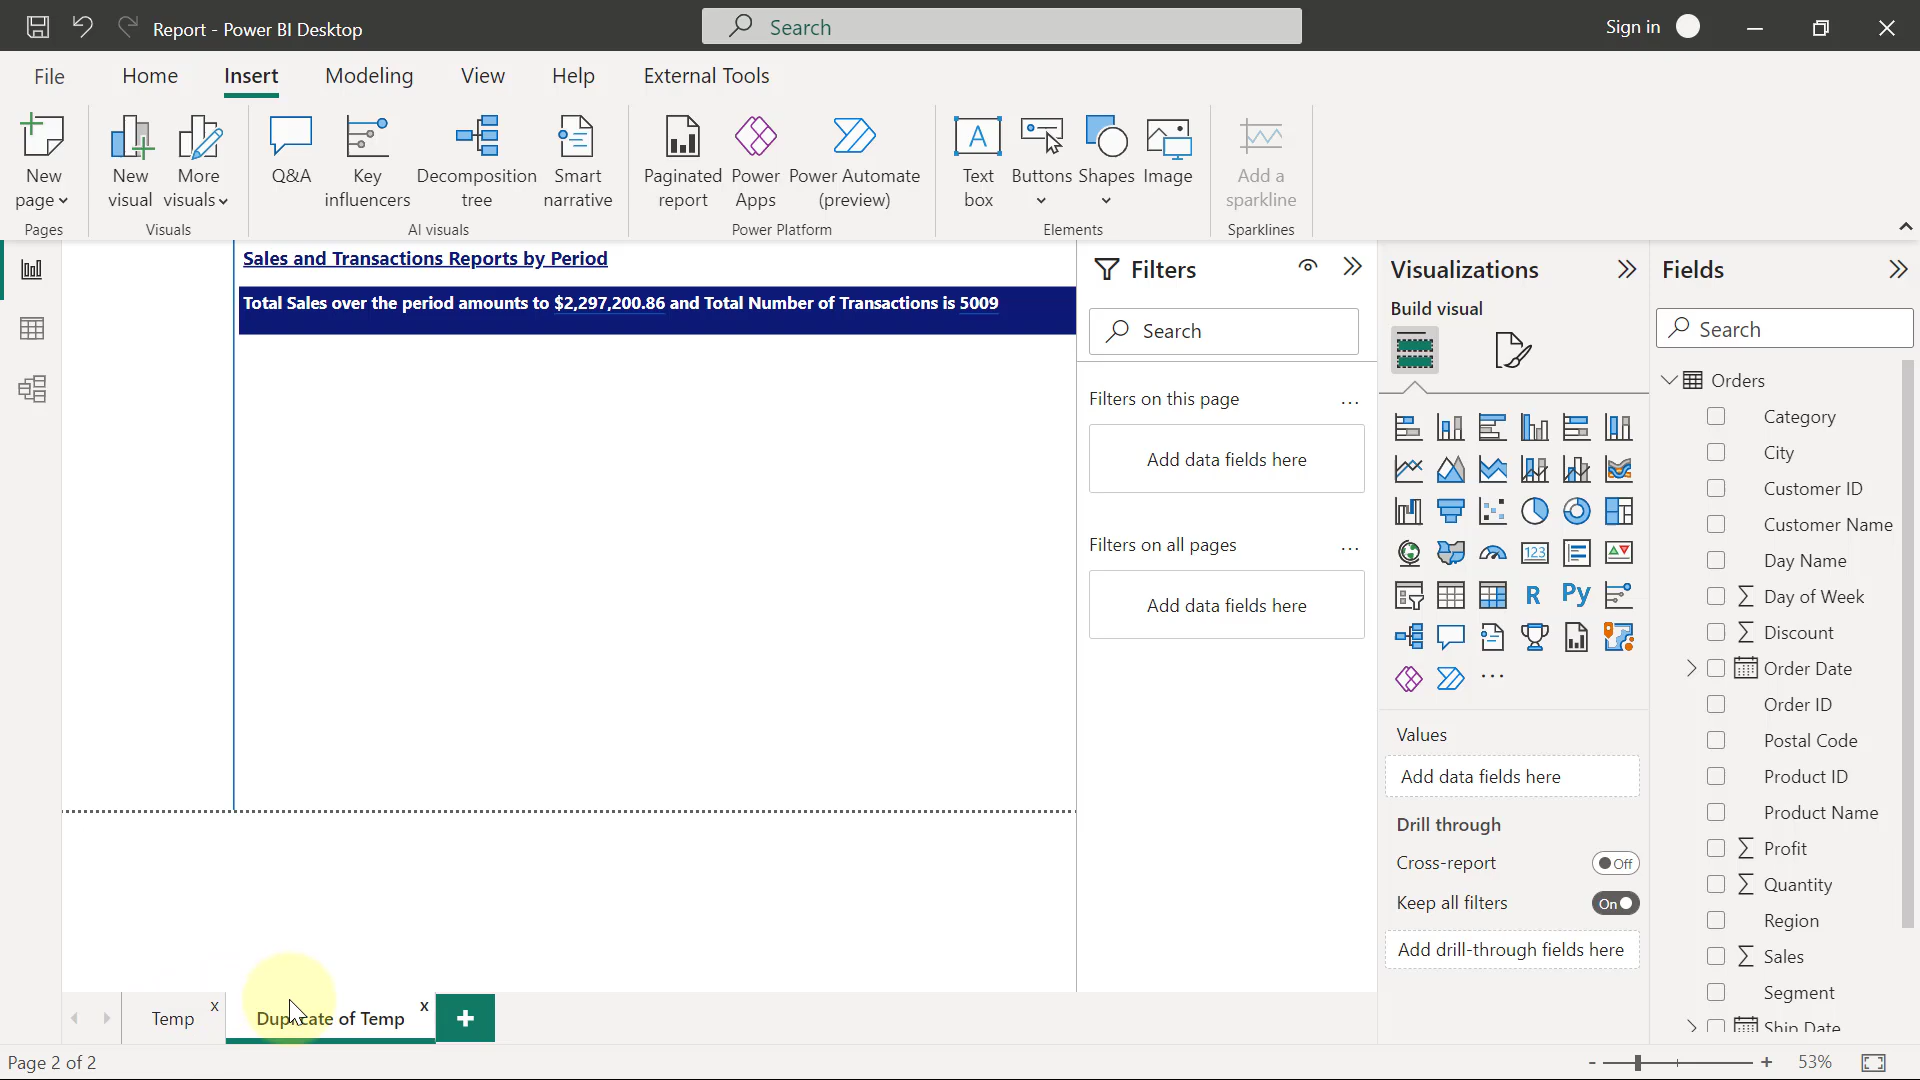 Report - Power BI Desktop
Search
Sign in
File
Home
Insert
Modeling
View
Help
External Tools
New page
Pages
New visual
More visuals
Visuals
Q&A
Key influencers
Decomposition tree
Smart narrative
AI visuals
Paginated report
Power Apps
Power Automate (preview)
Power Platform
Text box
Buttons
Shapes
Image
Elements
Add a sparkline
Sparklines
Sales and Transactions Reports by Period
Total Sales over the period amounts to $2,297,200.86 and Total Number of Transactions is 5009
Filters
Search
Filters on this page
...
Add data fields here
Filters on all pages
...
Add data fields here
Visualizations
Build visual
123
R
Py
...
Values
Add data fields here
Drill through
Cross-report
Off
Keep all filters
On
Add drill-through fields here
Fields
Search
Orders
Category
City
Customer ID
Customer Name
Day Name
Σ Day of Week
Σ Discount
Order Date
Order ID
Postal Code
Product ID
Product Name
Σ Profit
Σ Quantity
Region
Σ Sales
Segment
Ship Date
Temp
x
Duplicate of Temp
x
+
Page 2 of 2
-
+
53%